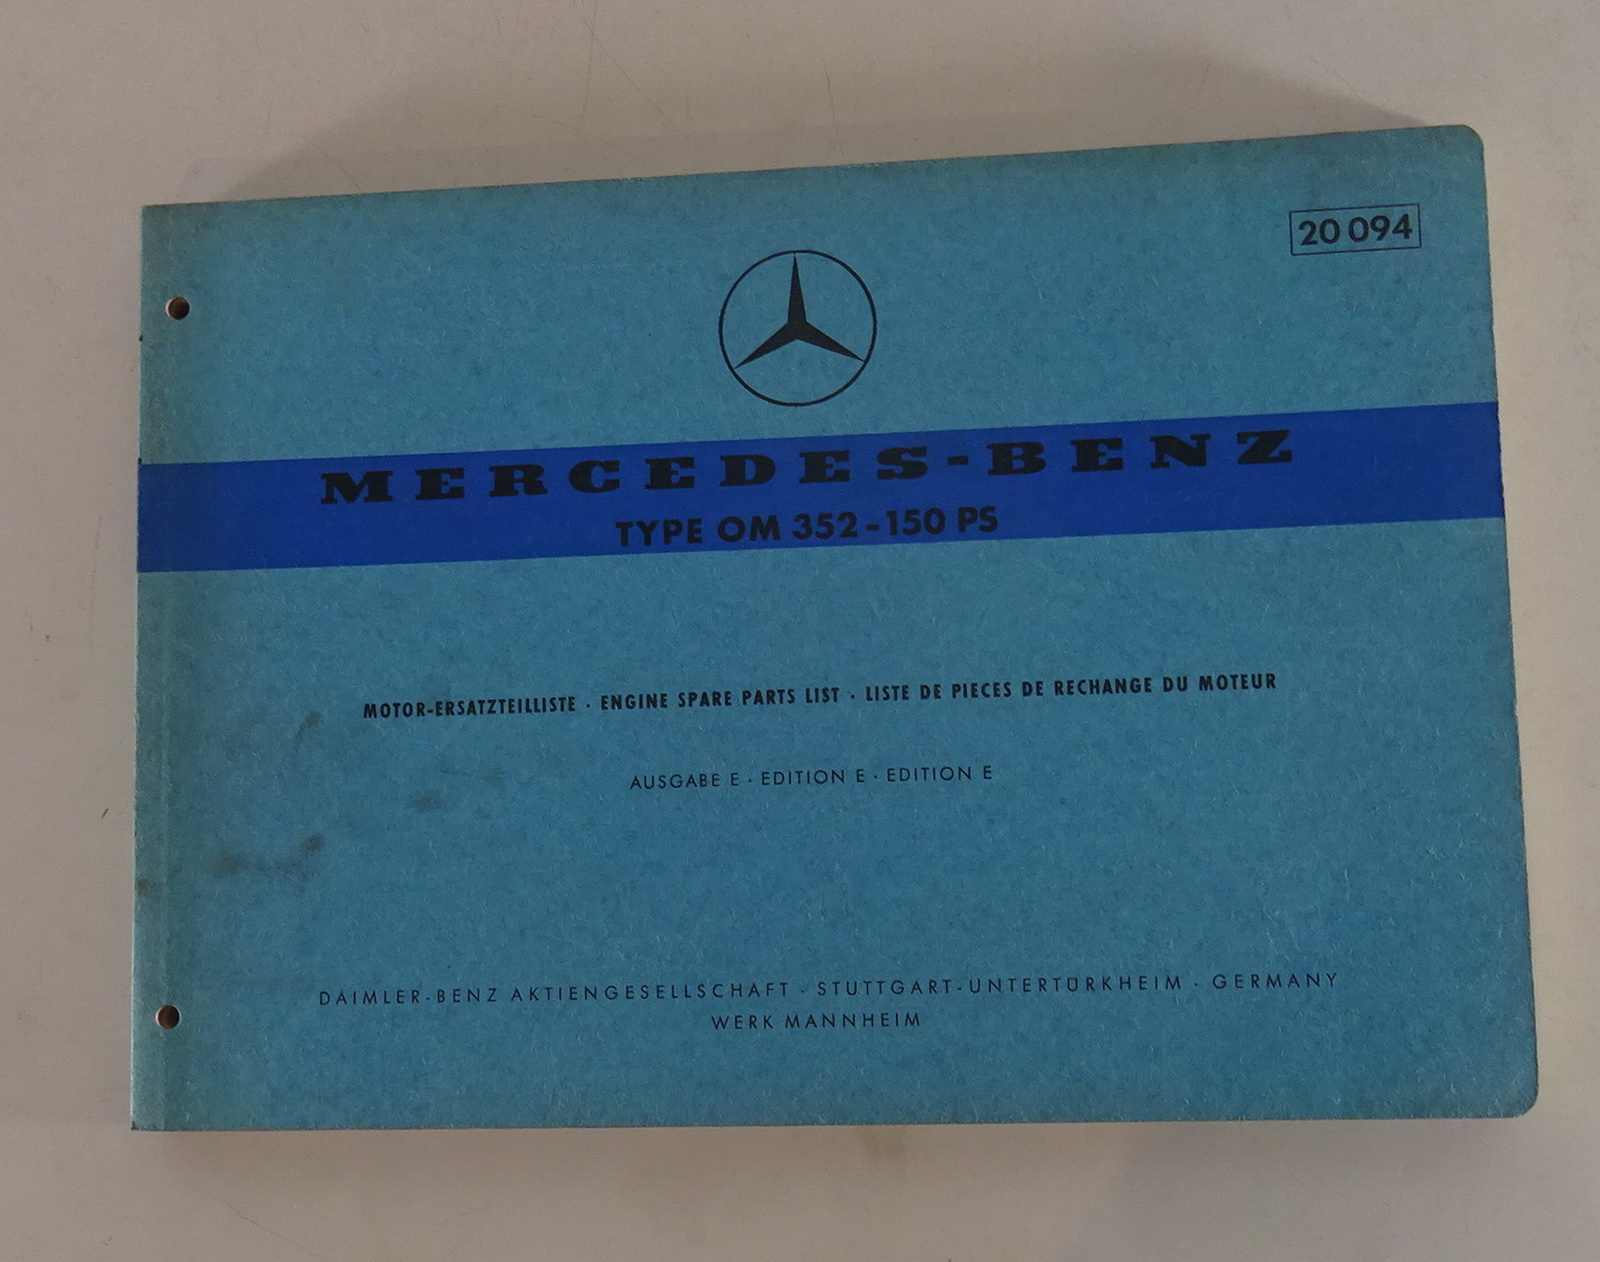 20 094
MERCEDES-BENZ
TYPE OM 352-150 PS
MOTOR-ERSATZTEILLISTE · ENGINE SPARE PARTS LIST · LISTE DE PIECES DE RECHANGE DU MOTEUR
AUSGABE E · EDITION E · EDITION E
DAIMLER-BENZ AKTIENGESELLSCHAFT · STUTTGART-UNTERTÜRKHEIM · GERMANY
WERK MANNHEIM